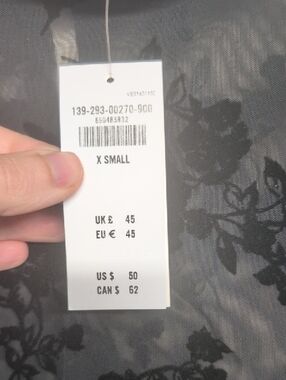 139-293-00270-900
X SMALL
UK £ 45
EU € 45
US $ 50
CAN $ 62